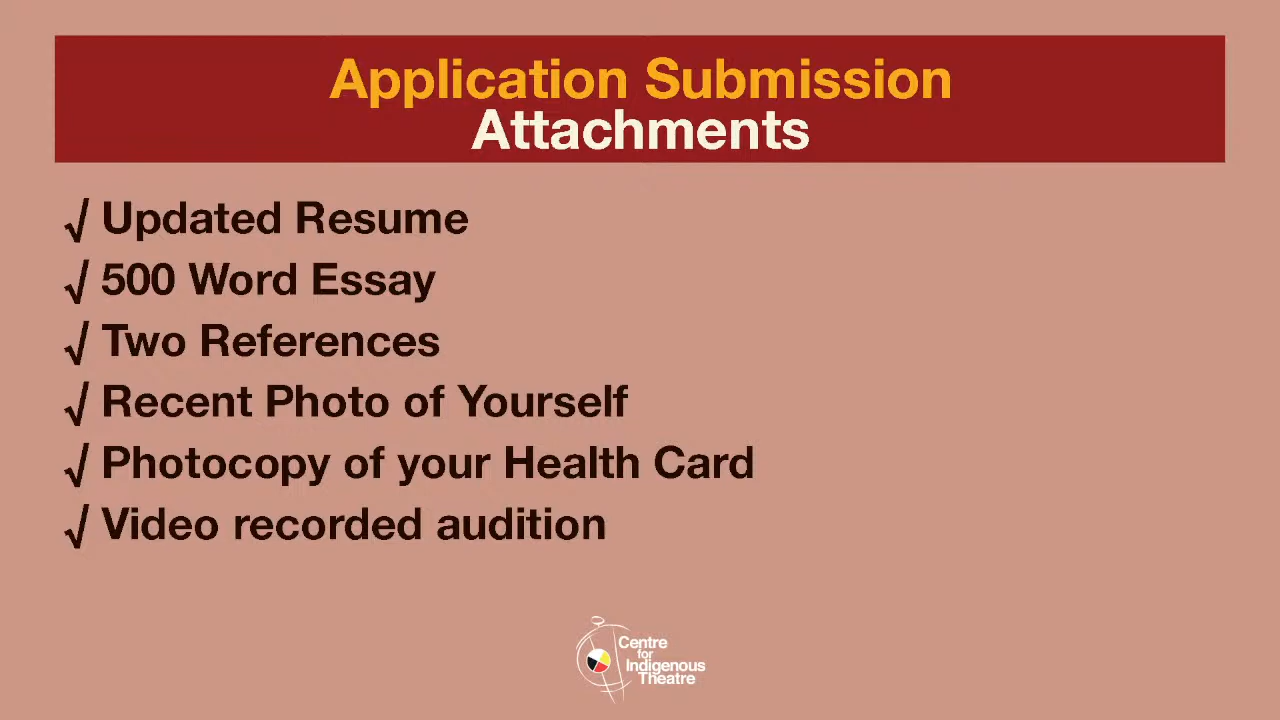 Application Submission
Attachments
√ Updated Resume
√ 500 Word Essay
√ Two References
√ Recent Photo of Yourself
√ Photocopy of your Health Card
√ Video recorded audition
Centre
for
Indigenous
Theatre